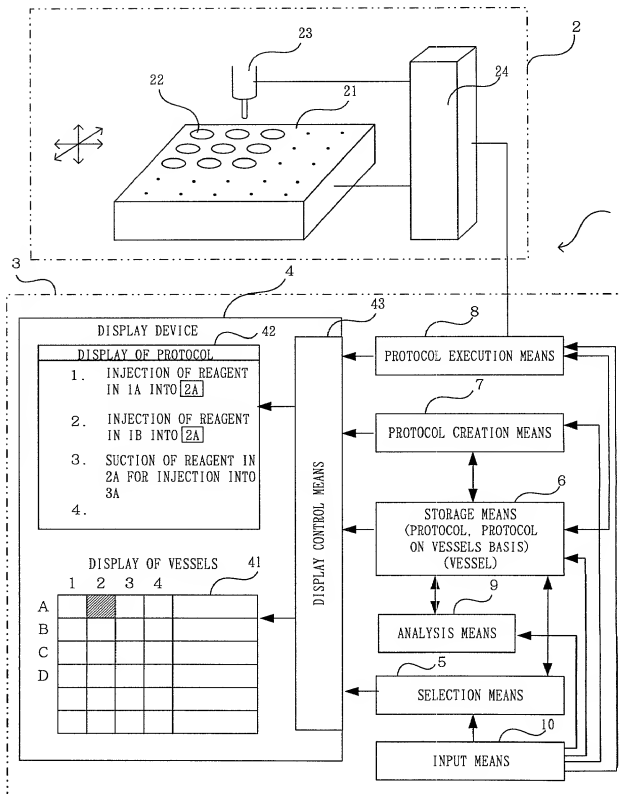 23
2
22
21
24
3
4
43
8
DISPLAY DEVICE
42
DISPLAY OF PROTOCOL
1. INJECTION OF REAGENT
IN 1A INTO 2A
2. INJECTION OF REAGENT
IN 1B INTO 2A
3. SUCTION OF REAGENT IN
2A FOR INJECTION INTO
3A
4.
DISPLAY OF VESSELS
41
1 2 3 4
A
B
C
D
DISPLAY CONTROL MEANS
PROTOCOL EXECUTION MEANS
7
PROTOCOL CREATION MEANS
6
STORAGE MEANS
(PROTOCOL, PROTOCOL
ON VESSELS BASIS)
(VESSEL)
9
ANALYSIS MEANS
5
SELECTION MEANS
10
INPUT MEANS